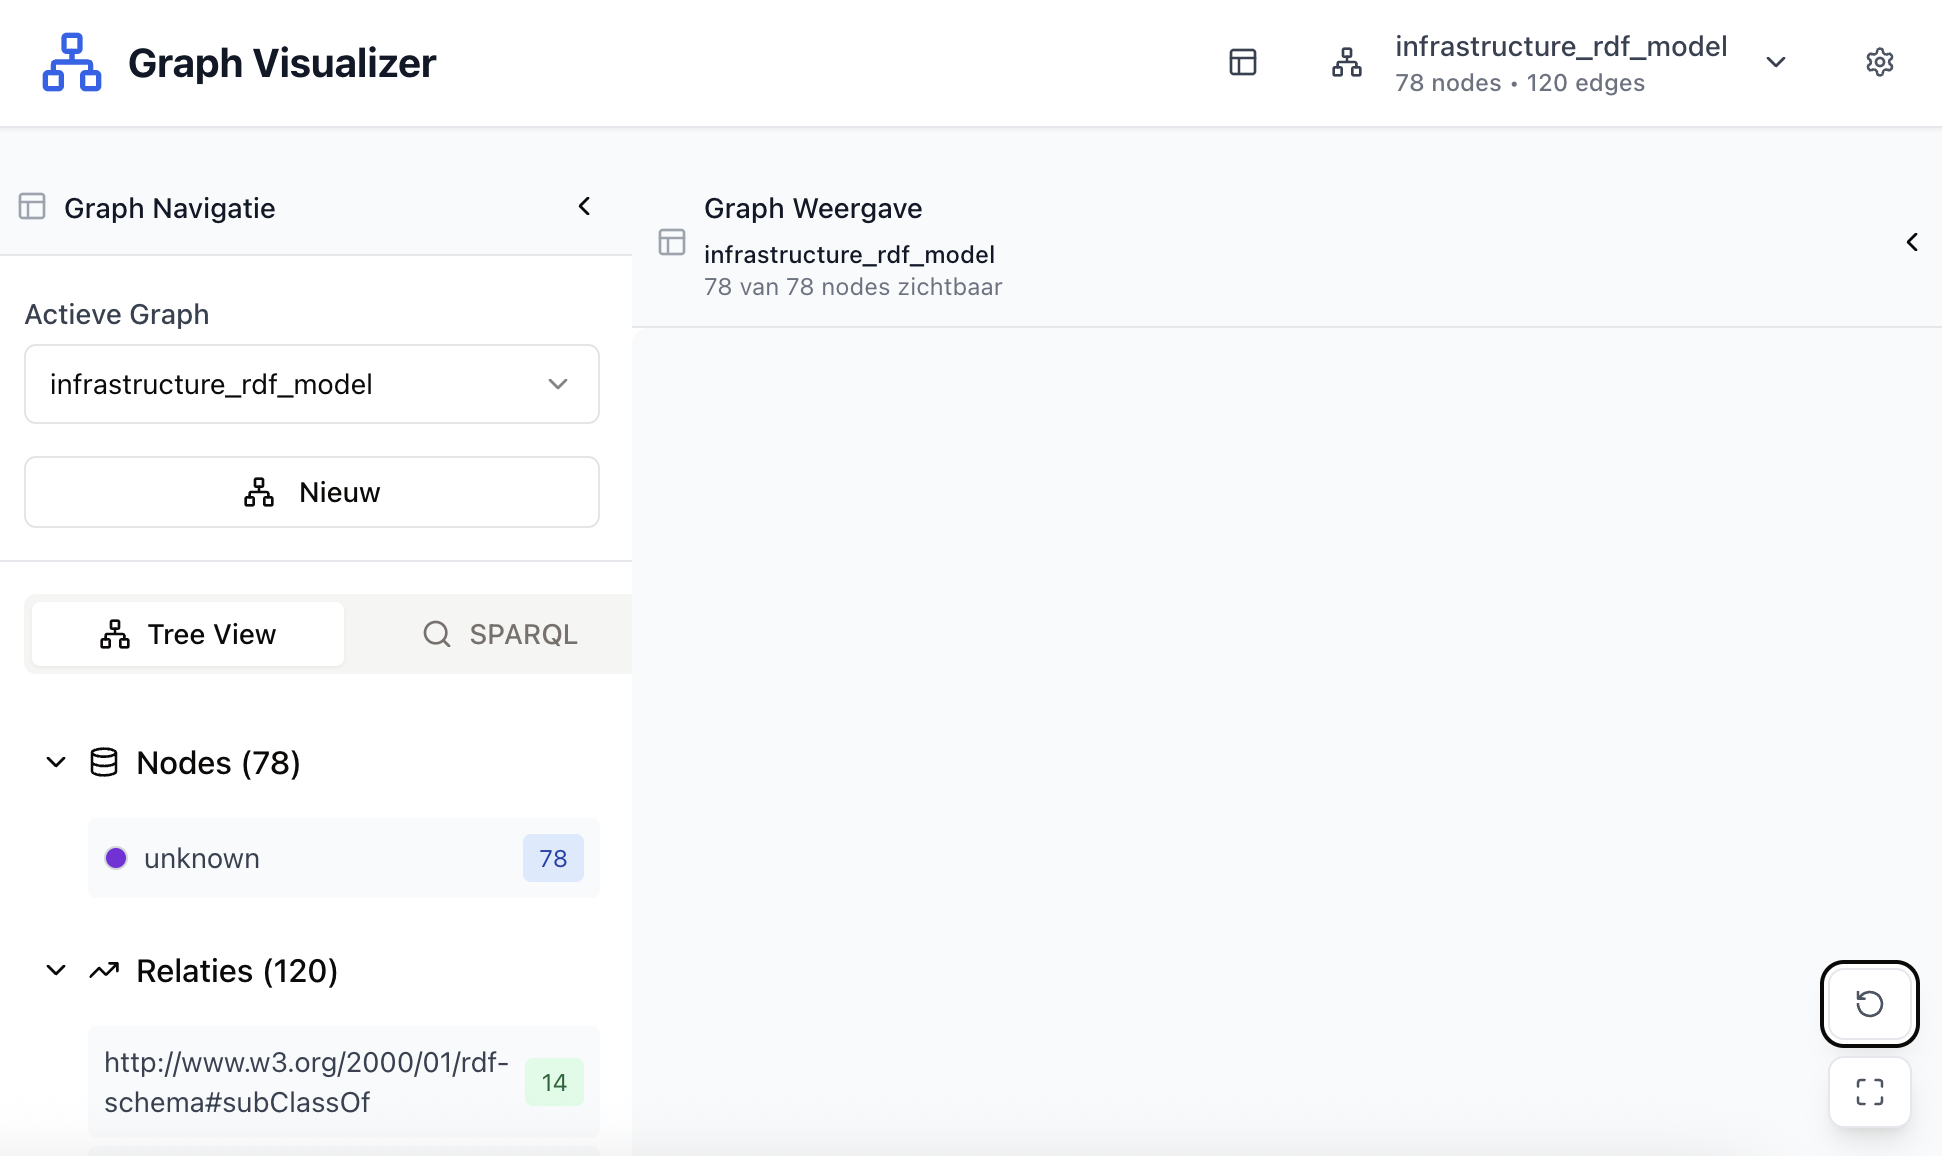 Graph Visualizer
infrastructure_rdf_model
78 nodes • 120 edges
Graph Navigatie
Graph Weergave
infrastructure_rdf_model
78 van 78 nodes zichtbaar
Actieve Graph
infrastructure_rdf_model
Nieuw
Tree View
SPARQL
Nodes (78)
unknown
78
Relaties (120)
http://www.w3.org/2000/01/rdf-
schema#subClassOf
14